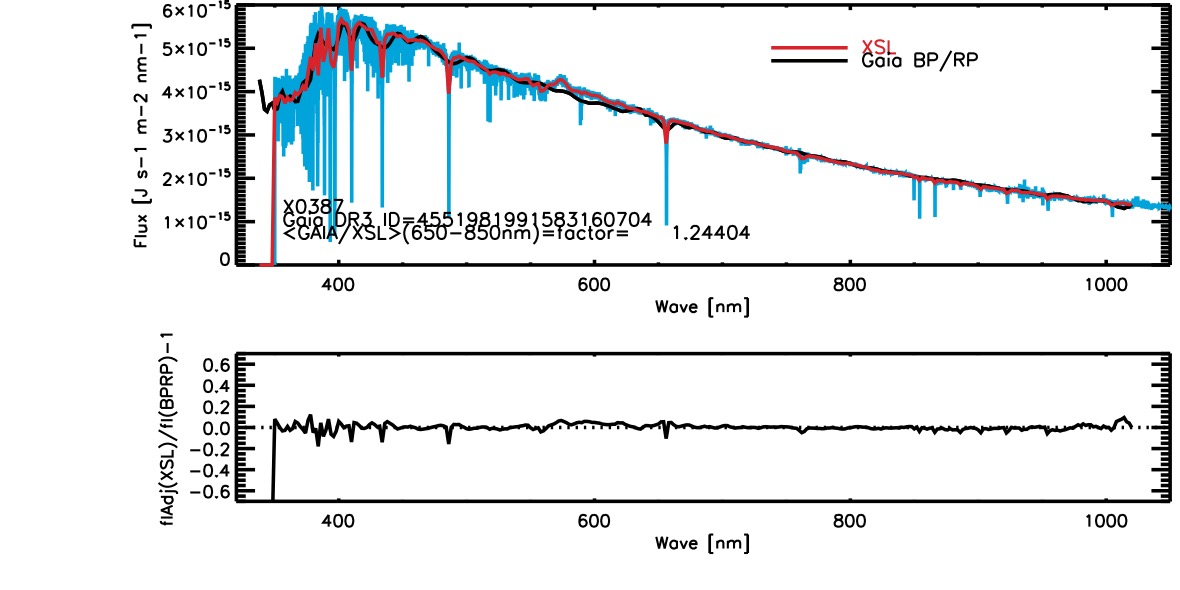 6×10−15
5×10−15
4×10−15
3×10−15
2×10−15
1×10−15
0
Flux [J s−1 m−2 nm−1]
XSL
Gaia BP/RP
X0387
Gaia DR3 ID=4551981991583160704
<GAIA/XSL>(650−850nm)=factor= 1.24404
400 600 800 1000
Wave [nm]
0.6
0.4
0.2
0.0
−0.2
−0.4
−0.6
flAdj(XSL)/fl(BPRP)−1
400 600 800 1000
Wave [nm]